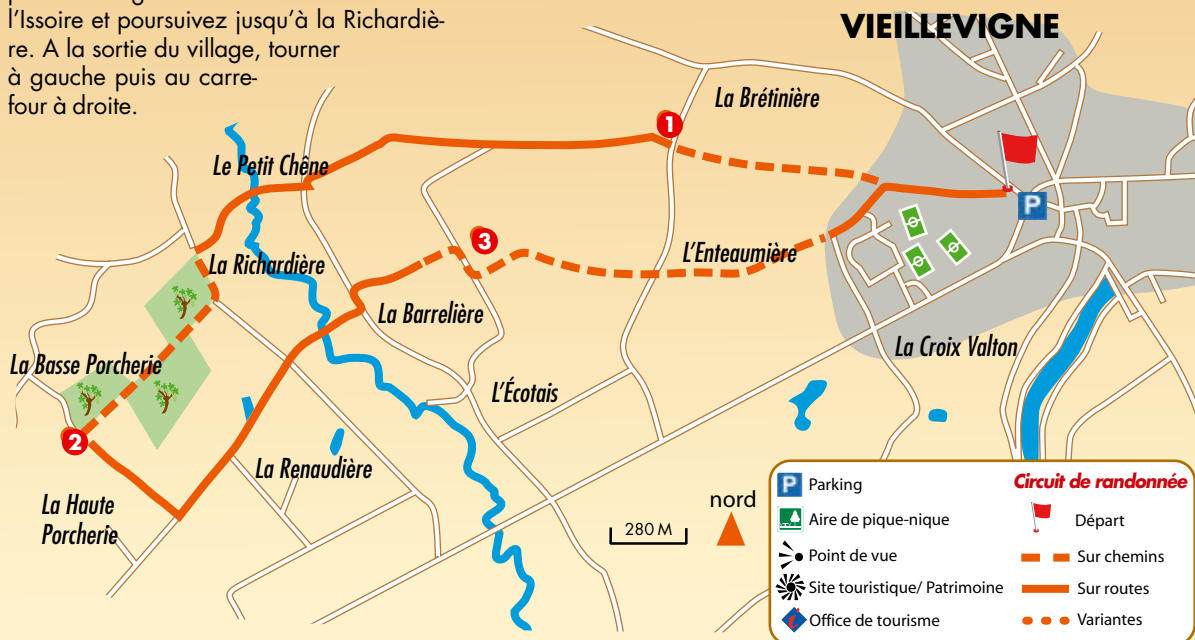 l'Issoire et poursuivez jusqu'à la Richardiè-
re. A la sortie du village, tourner
à gauche puis au carre-
four à droite.
VIEILLEVIGNE
La Brétinière
1
Le Petit Chêne
P
3
L'Enteaumière
La Richardière
La Barrelière
La Croix Valton
La Basse Porcherie
L'Écotais
2
La Renaudière
La Haute
Porcherie
280 M
nord
P Parking
Aire de pique-nique
Point de vue
Site touristique/ Patrimoine
i Office de tourisme
Circuit de randonnée
Départ
Sur chemins
Sur routes
Variantes